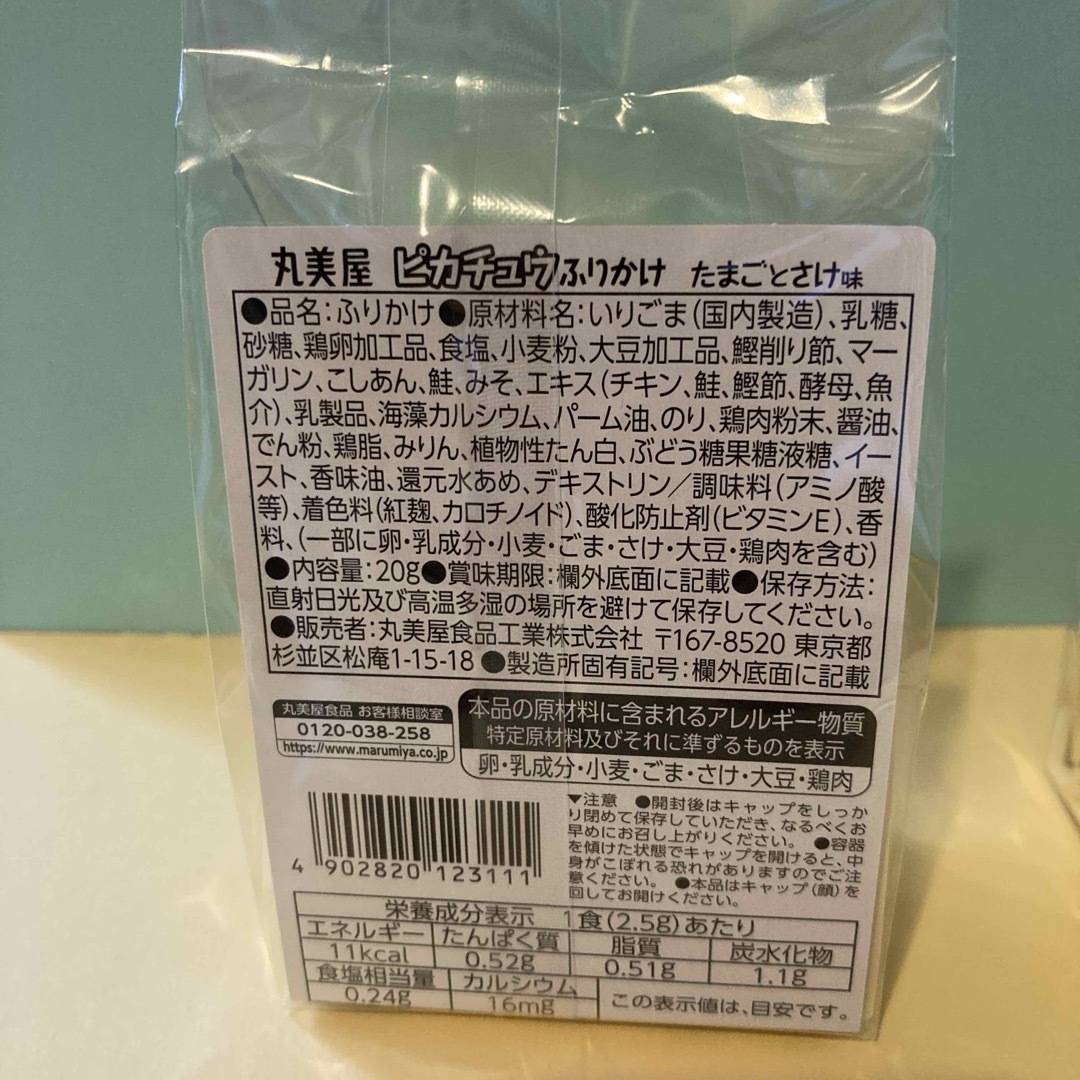 丸美屋 ピカチュウふりかけ たまごとさけ味
●品名:ふりかけ●原材料名:いりごま(国内製造)、乳糖、
砂糖、鶏卵加工品、食塩、小麦粉、大豆加工品、鰹削り節、マー
ガリン、こしあん、鮭、みそ、エキス(チキン、鮭、鰹節、酵母、魚
介)、乳製品、海藻カルシウム、パーム油、のり、鶏肉粉末、醤油、
でん粉、鶏脂、みりん、植物性たん白、ぶどう糖果糖液糖、イー
スト、香味油、還元水あめ、デキストリン/調味料(アミノ酸
等)、着色料(紅麹、カロチノイド)、酸化防止剤(ビタミンE)、香
料、(一部に卵・乳成分・小麦・ごま・さけ・大豆・鶏肉を含む)
●内容量:20g●賞味期限:欄外底面に記載●保存方法:
直射日光及び高温多湿の場所を避けて保存してください。
●販売者:丸美屋食品工業株式会社 〒167-8520 東京都
杉並区松庵1-15-18 ●製造所固有記号:欄外底面に記載
丸美屋食品 お客様相談室
0120-038-258
https://www.marumiya.co.jp
本品の原材料に含まれるアレルギー物質
特定原材料及びそれに準ずるものを表示
卵・乳成分・小麦・ごま・さけ・大豆・鶏肉
▼注意 ●開封後はキャップをしっか
り閉めて保存していただき、なるべくお
早めにお召し上がりください。 ●容器
を傾けた状態でキャップを開けると、中
身がこぼれる恐れがありますのでご注
意ください。 ●本品はキャップ(顔)を
回してお開けください。
4 902820 123111
栄養成分表示 1食(2.5g)あたり
エネルギー たんぱく質 脂質 炭水化物
11kcal 0.52g 0.51g 1.1g
食塩相当量 カルシウム この表示値は、目安です。
0.24g 16mg